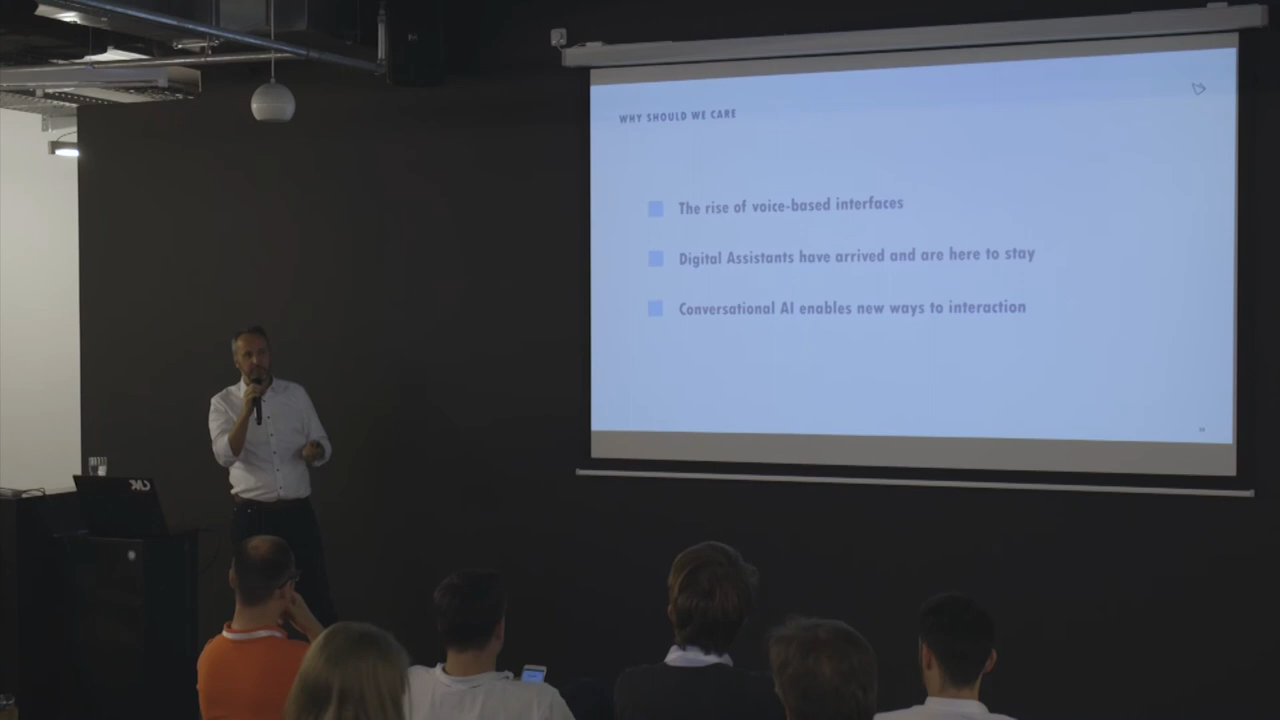 WHY SHOULD WE CARE
The rise of voice-based interfaces
Digital Assistants have arrived and are here to stay
Conversational AI enables new ways to interaction